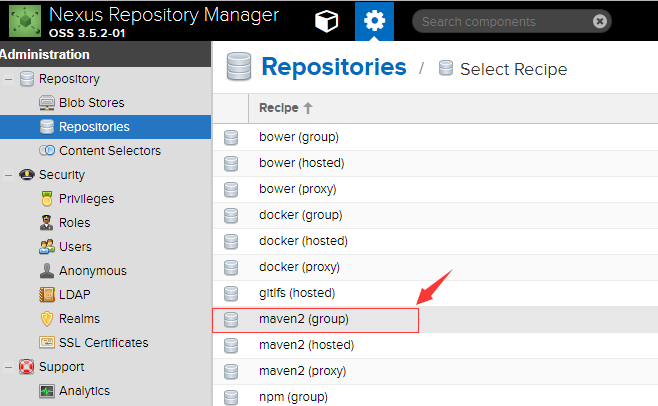 Nexus Repository Manager
OSS 3.5.2-01
Search components
Administration
Repository
Blob Stores
Repositories
Content Selectors
Security
Privileges
Roles
Users
Anonymous
LDAP
Realms
SSL Certificates
Support
Analytics
Repositories / Select Recipe
Recipe
bower (group)
bower (hosted)
bower (proxy)
docker (group)
docker (hosted)
docker (proxy)
gitlfs (hosted)
maven2 (group)
maven2 (hosted)
maven2 (proxy)
npm (group)